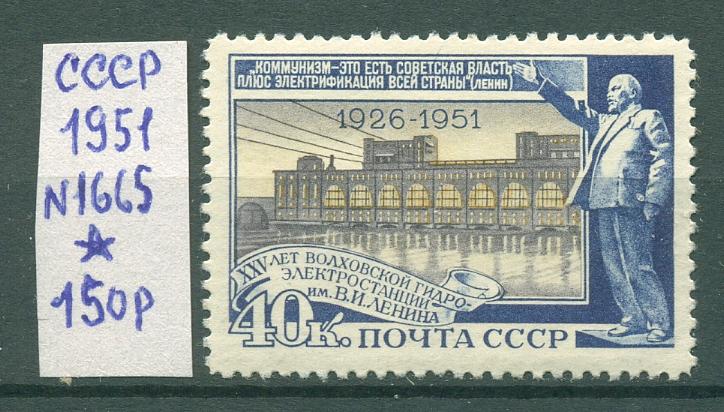 СССР
1951
N1665
☆
150р
„КОММУНИЗМ–ЭТО ЕСТЬ СОВЕТСКАЯ ВЛАСТЬ
ПЛЮС ЭЛЕКТРИФИКАЦИЯ ВСЕЙ СТРАНЫ"(ЛЕНИН
1926-1951
XXV ЛЕТ ВОЛХОВСКОЙ ГИДРО-
ЭЛЕКТРОСТАНЦИИ
ИМ. В.И.ЛЕНИНА
40 К. ПОЧТА СССР